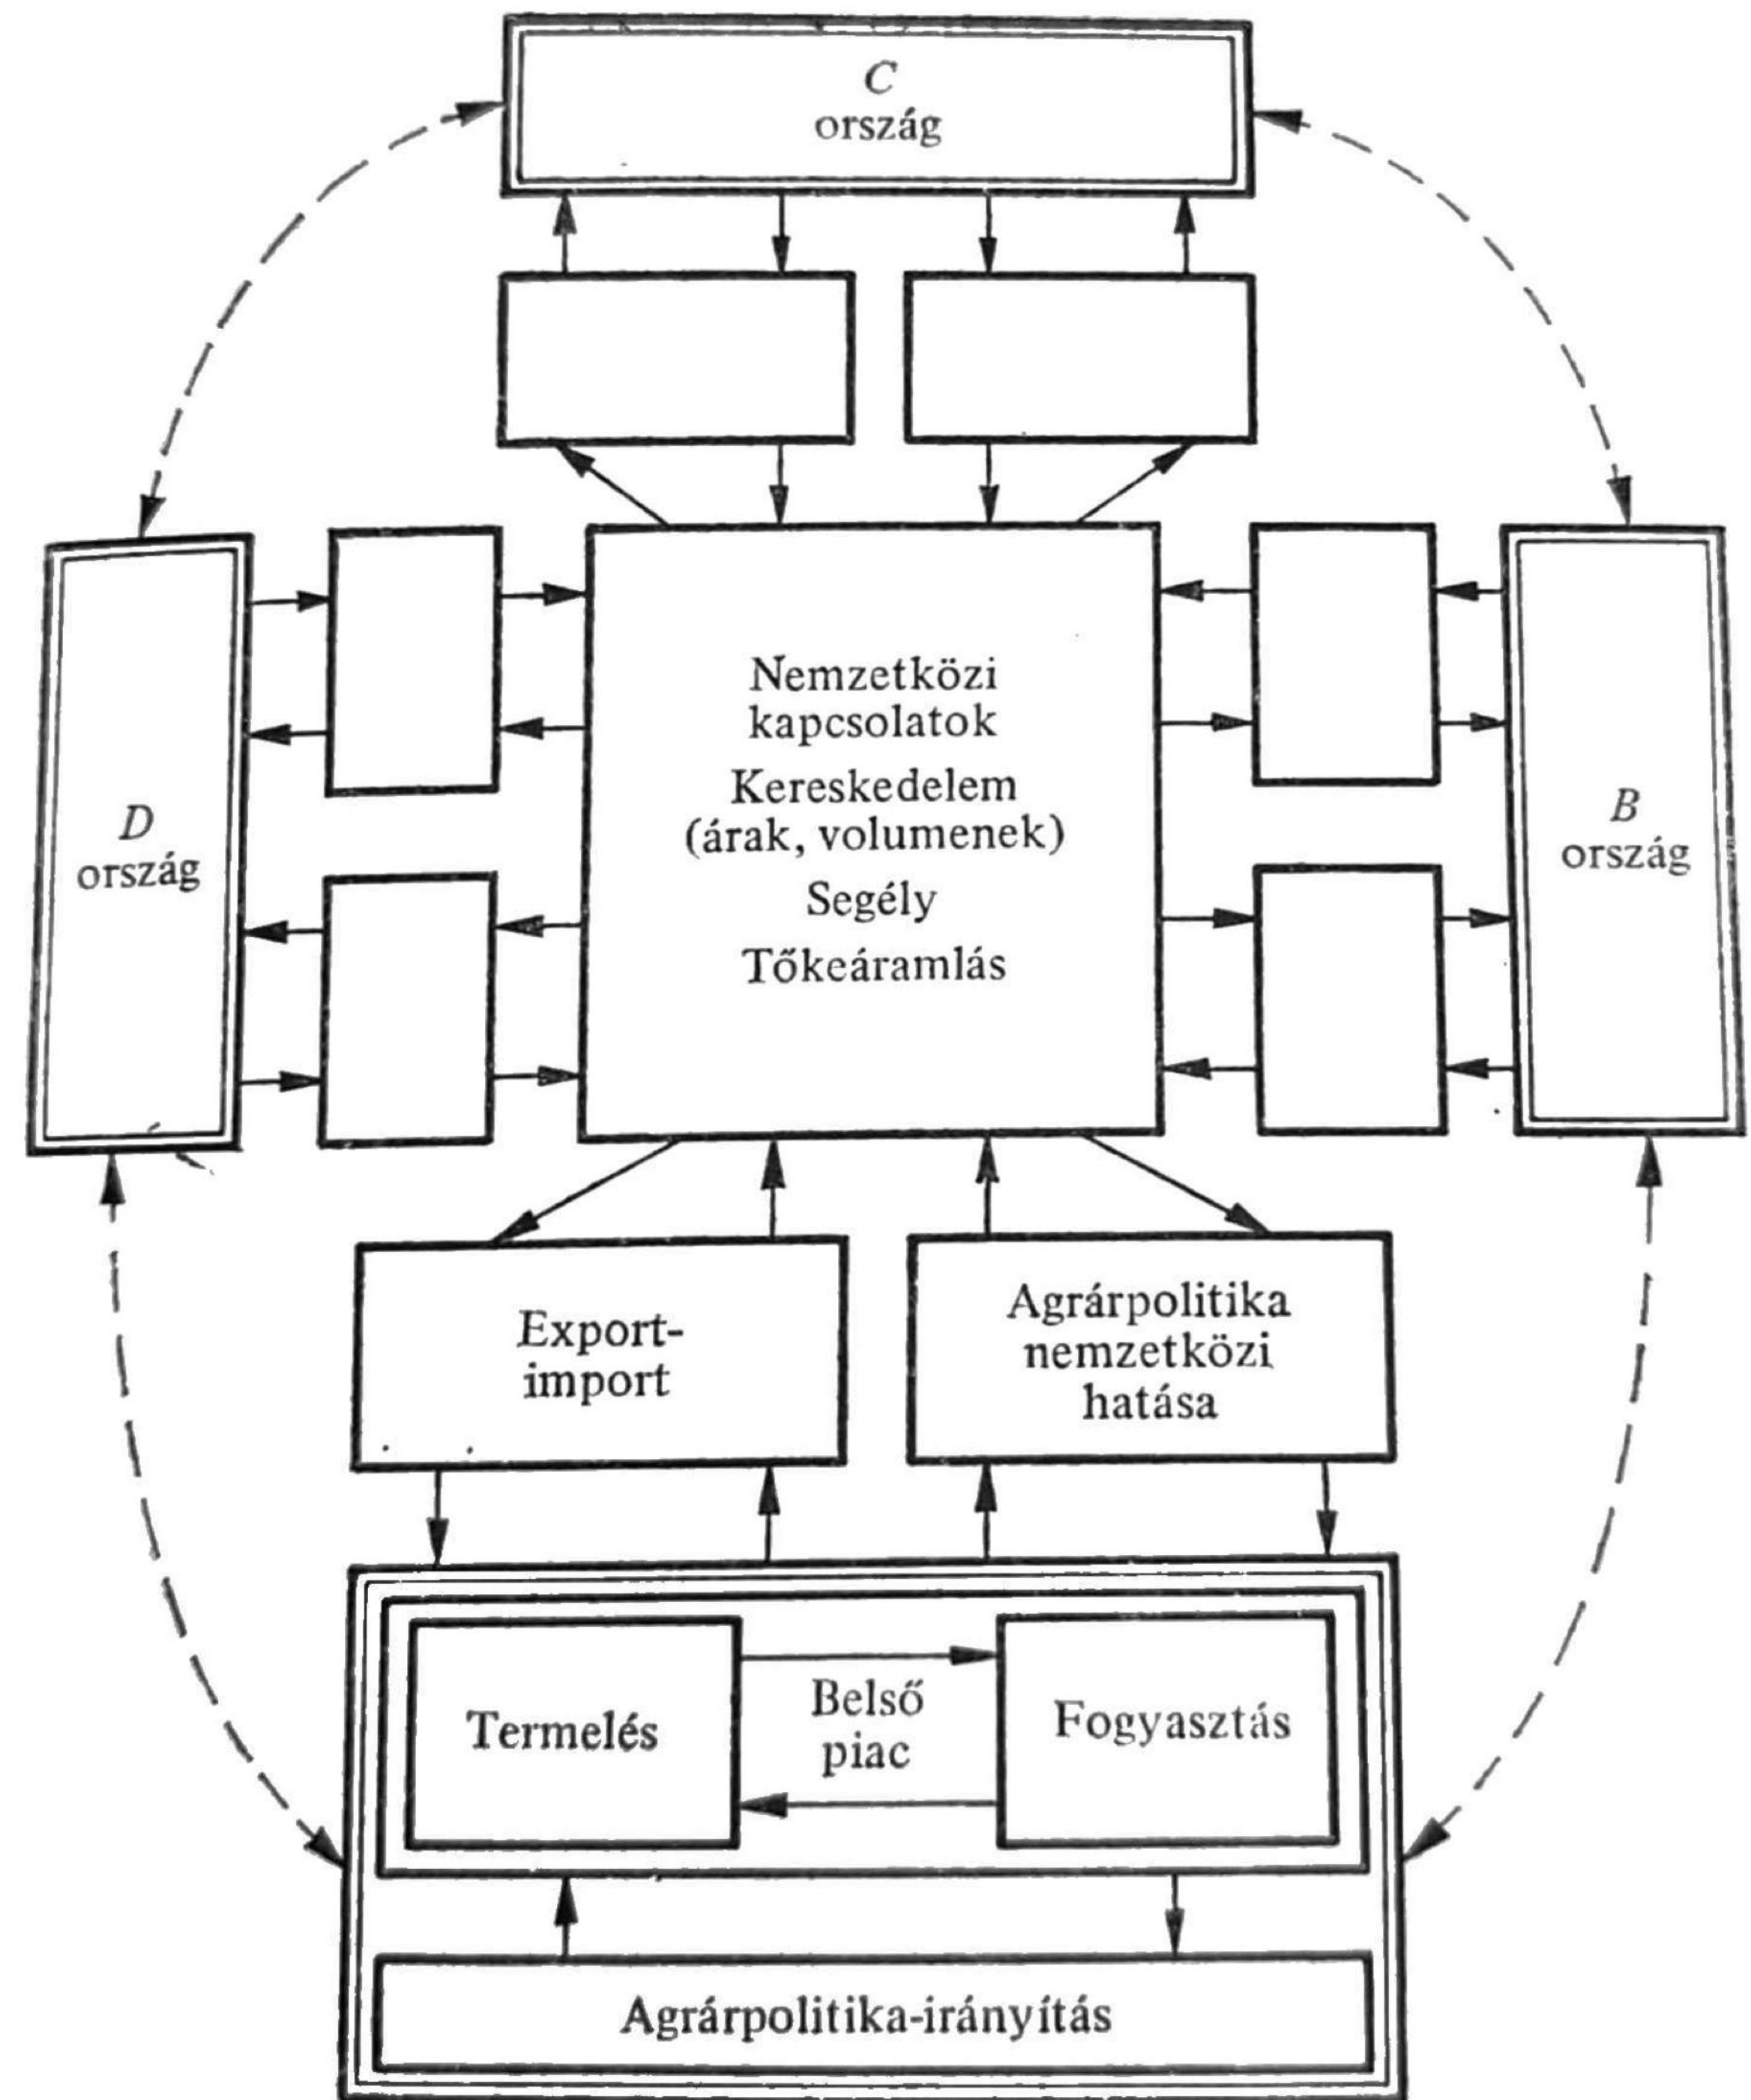 C
ország
Nemzetközi
kapcsolatok
Kereskedelem
(árak, volumenek)
Segély
Tőkeáramlás
D
ország
B
ország
Export-
import
Agrárpolitika
nemzetközi
hatása
Termelés
Belső
piac
Fogyasztás
Agrárpolitika-irányítás